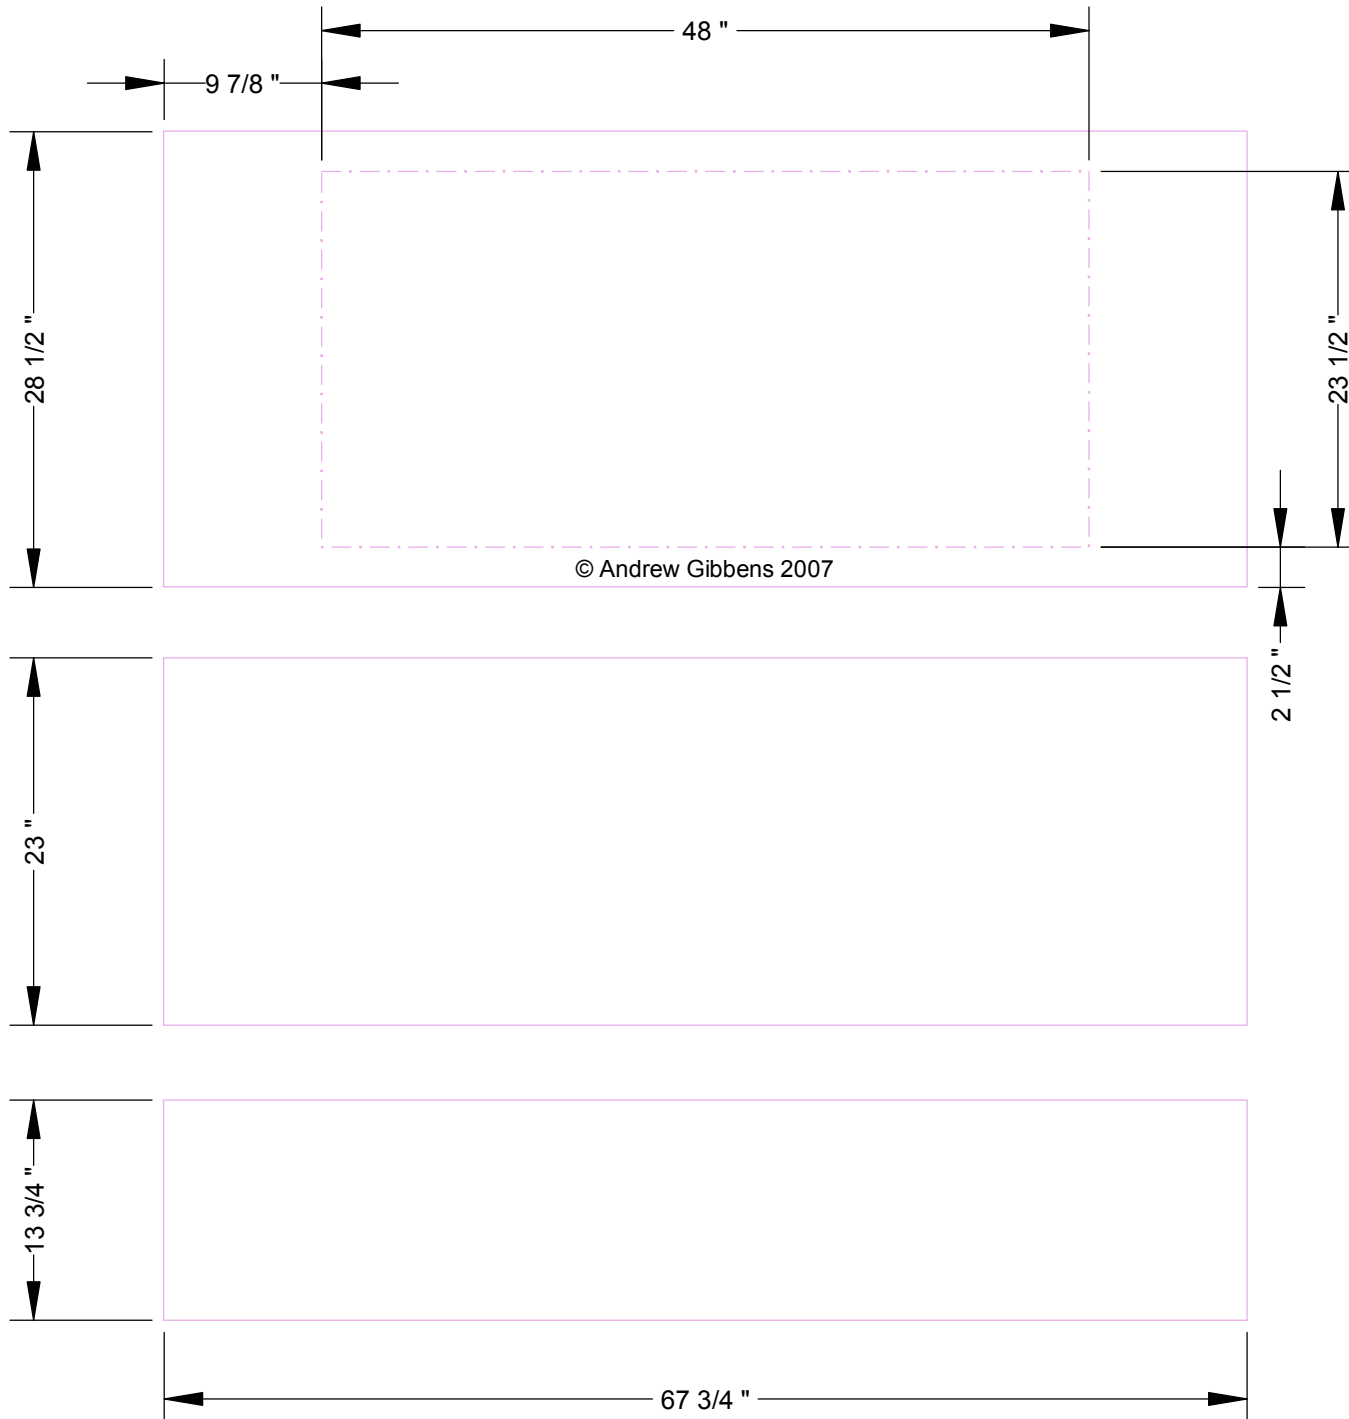 48 "
9 7/8 "
28 1/2 "
23 1/2 "
© Andrew Gibbens 2007
2 1/2 "
23 "
13 3/4 "
67 3/4 "